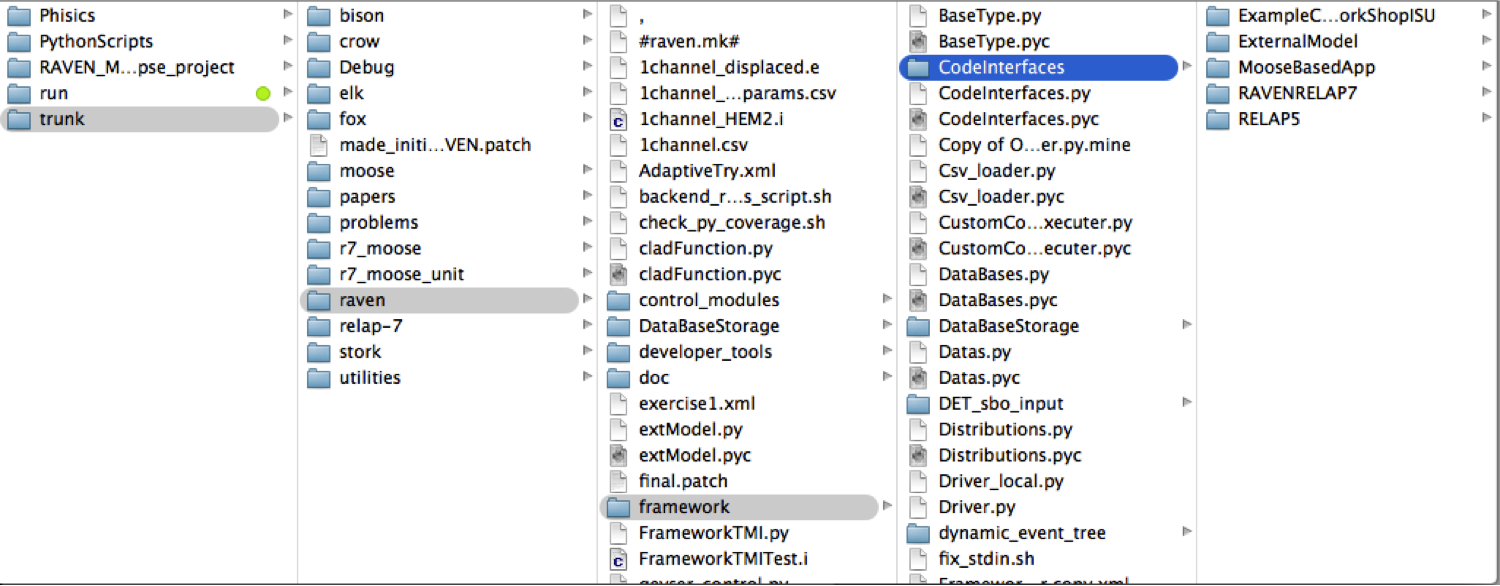 Phisics
PythonScripts
RAVEN_M...pse_project
run
trunk
bison
crow
Debug
elk
fox
made_initi...VEN.patch
moose
papers
problems
r7_moose
r7_moose_unit
raven
relap-7
stork
utilities
,
#raven.mk#
1channel_displaced.e
1channel_...params.csv
1channel_HEM2.i
1channel.csv
AdaptiveTry.xml
backend_r...s_script.sh
check_py_coverage.sh
cladFunction.py
cladFunction.pyc
control_modules
DataBaseStorage
developer_tools
doc
exercise1.xml
extModel.py
extModel.pyc
final.patch
framework
FrameworkTMI.py
FrameworkTMITest.i
geyser_control.py
BaseType.py
BaseType.pyc
CodeInterfaces
CodeInterfaces.py
CodeInterfaces.pyc
Copy of O...er.py.mine
Csv_loader.py
Csv_loader.pyc
CustomCo...xecuter.py
CustomCo...ecuter.pyc
DataBases.py
DataBases.pyc
DataBaseStorage
Datas.py
Datas.pyc
DET_sbo_input
Distributions.py
Distributions.pyc
Driver_local.py
Driver.py
dynamic_event_tree
fix_stdin.sh
Framewor...r copy.xml
ExampleC...orkShopISU
ExternalModel
MooseBasedApp
RAVENRELAP7
RELAP5